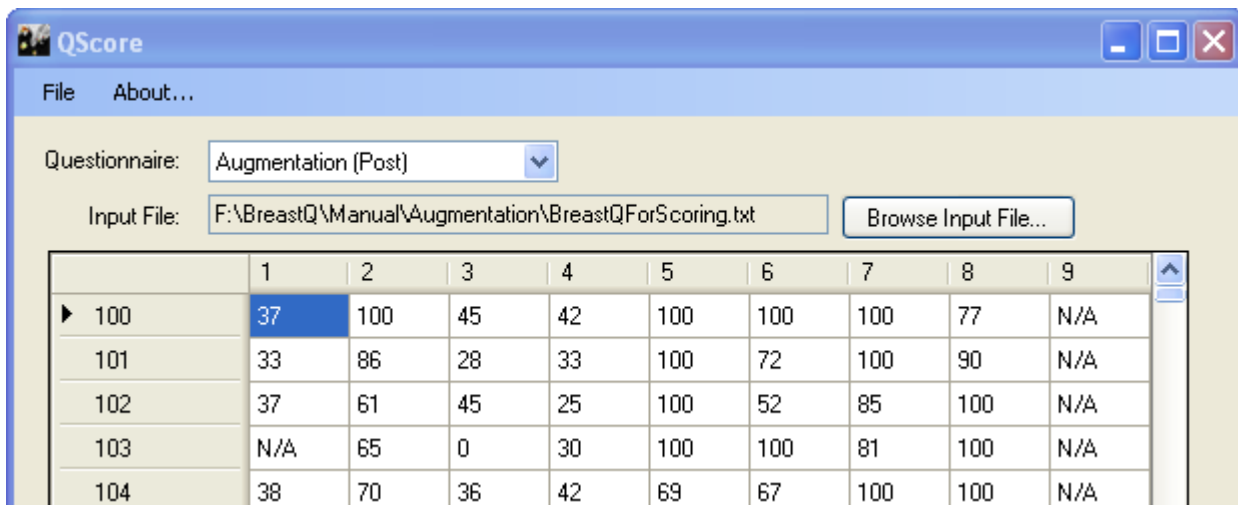 QScore
File About...
Questionnaire: Augmentation (Post)
Input File: F:\BreastQ\Manual\Augmentation\BreastQForScoring.txt Browse Input File...
1 2 3 4 5 6 7 8 9
100 37 100 45 42 100 100 100 77 N/A
101 33 86 28 33 100 72 100 90 N/A
102 37 61 45 25 100 52 85 100 N/A
103 N/A 65 0 30 100 100 81 100 N/A
104 38 70 36 42 69 67 100 100 N/A